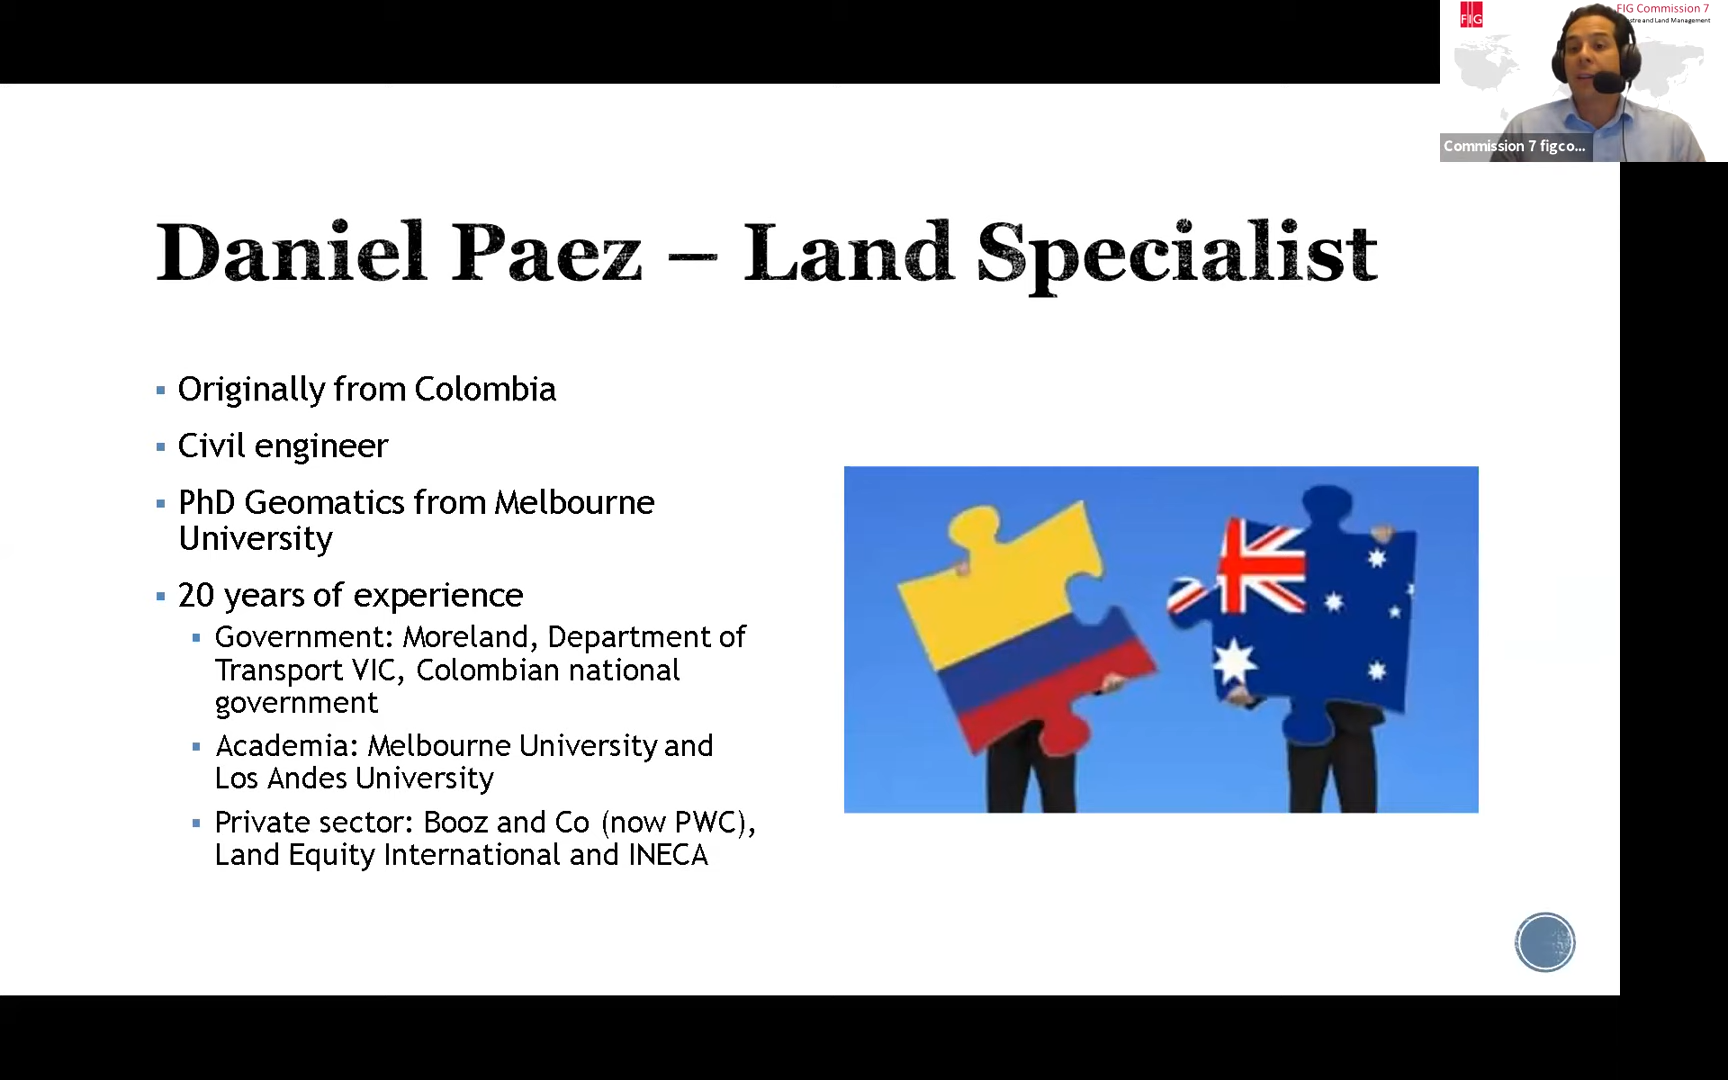 FIG
FIG Commission 7
and Land Management
Commission 7 figco...
Daniel Paez – Land Specialist
Originally from Colombia
Civil engineer
PhD Geomatics from Melbourne
University
20 years of experience
Government: Moreland, Department of
Transport VIC, Colombian national
government
Academia: Melbourne University and
Los Andes University
Private sector: Booz and Co (now PWC),
Land Equity International and INECA